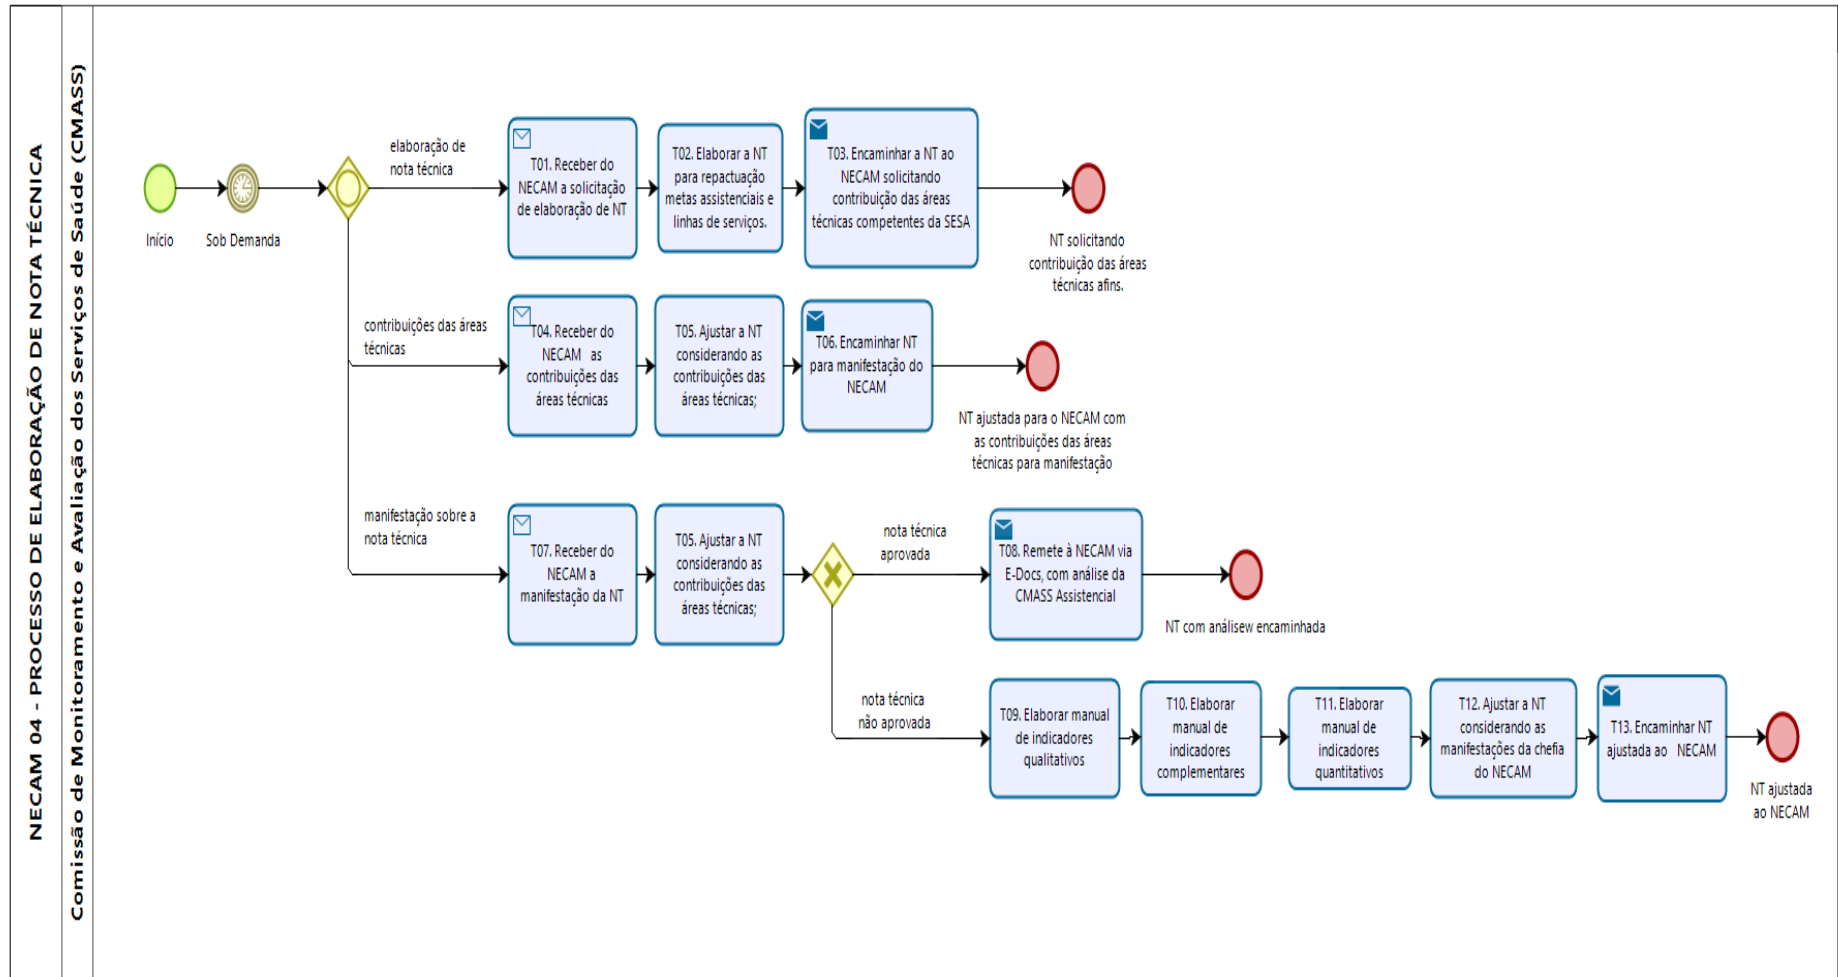 NECAM 04 - PROCESSO DE ELABORAÇÃO DE NOTA TÉCNICA
Comissão de Monitoramento e Avaliação dos Serviços de Saúde (CMASS)
Início
Sob Demanda
elaboração de
nota técnica
T01. Receber do
NECAM a solicitação
de elaboração de NT
T02. Elaborar a NT
para repactuação
metas assistenciais e
linhas de serviços.
T03. Encaminhar a NT ao
NECAM solicitando
contribuição das áreas
técnicas competentes da SESA
NT solicitando
contribuição das áreas
técnicas afins.
contribuições das áreas
técnicas
T04. Receber do
NECAM as
contribuições das
áreas técnicas
T05. Ajustar a NT
considerando as
contribuições das
áreas técnicas;
T06. Encaminhar NT
para manifestação do
NECAM
NT ajustada para o NECAM com
as contribuições das áreas
técnicas para manifestação
manifestação sobre a
nota técnica
T07. Receber do
NECAM a
manifestação da NT
T05. Ajustar a NT
considerando as
contribuições das
áreas técnicas;
nota técnica
aprovada
T08. Remete à NECAM via
E-Docs, com análise da
CMASS Assistencial
NT com análisew encaminhada
nota técnica
não aprovada
T09. Elaborar manual
de indicadores
qualitativos
T10. Elaborar
manual de
indicadores
complementares
T11. Elaborar
manual de
indicadores
quantitativos
T12. Ajustar a NT
considerando as
manifestações da chefia
do NECAM
T13. Encaminhar NT
ajustada ao NECAM
NT ajustada
ao NECAM